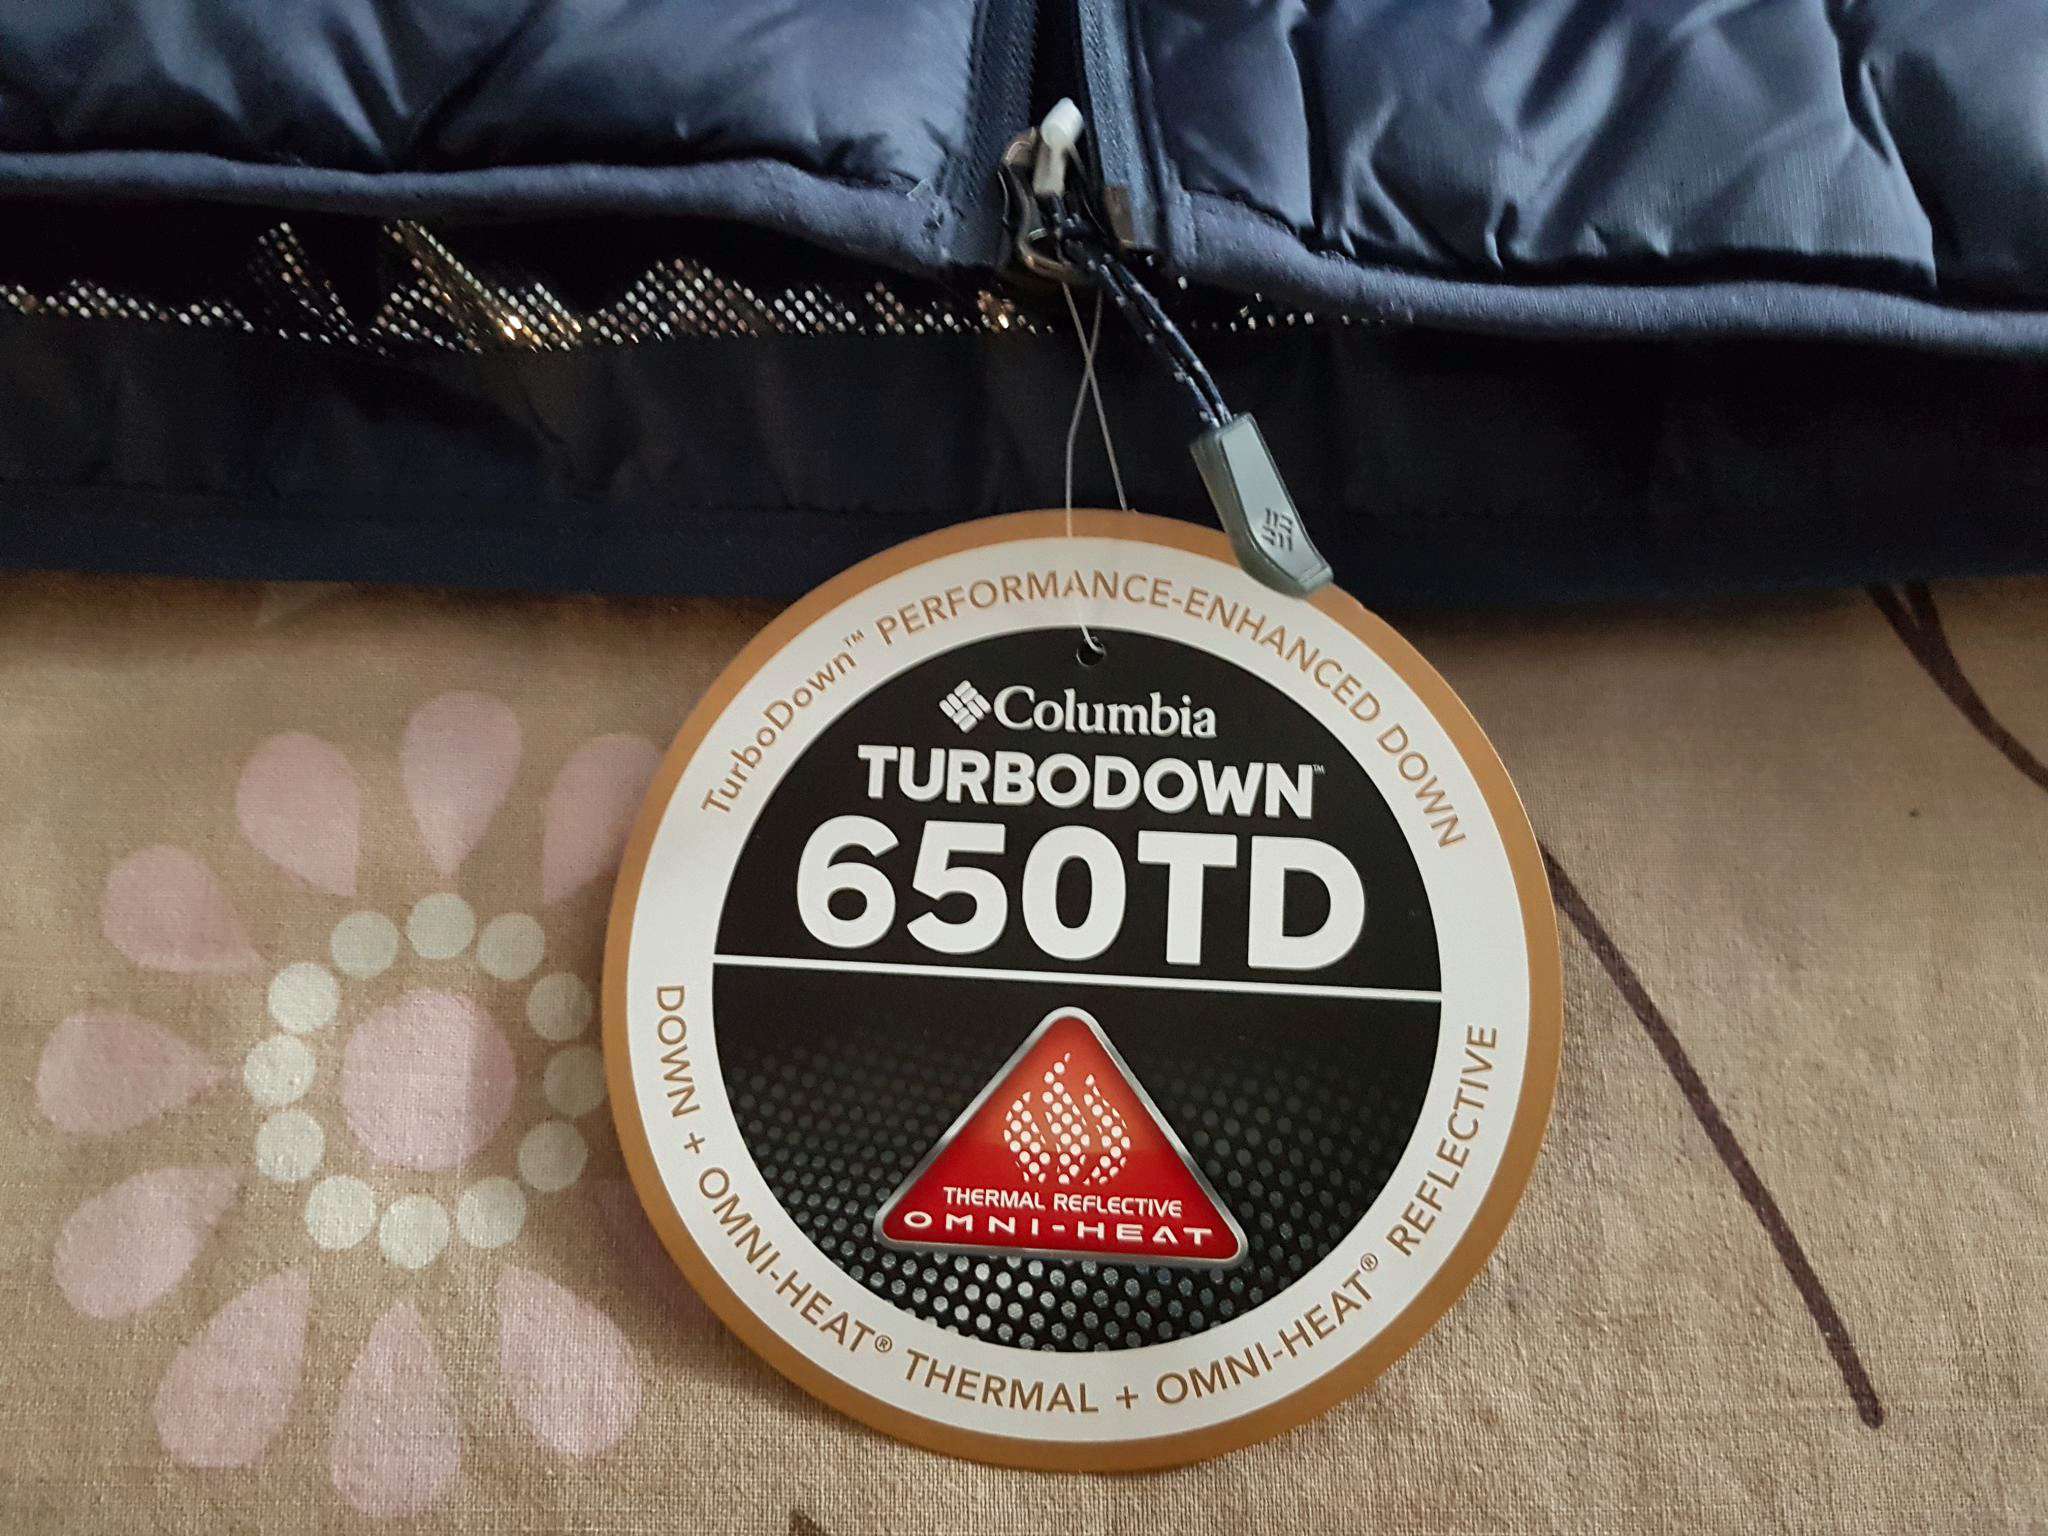 TurboDown™ PERFORMANCE-ENHANCED DOWN
Columbia
TURBODOWN™
650TD
THERMAL REFLECTIVE
OMNI-HEAT
DOWN + OMNI-HEAT® THERMAL + OMNI-HEAT® REFLECTIVE